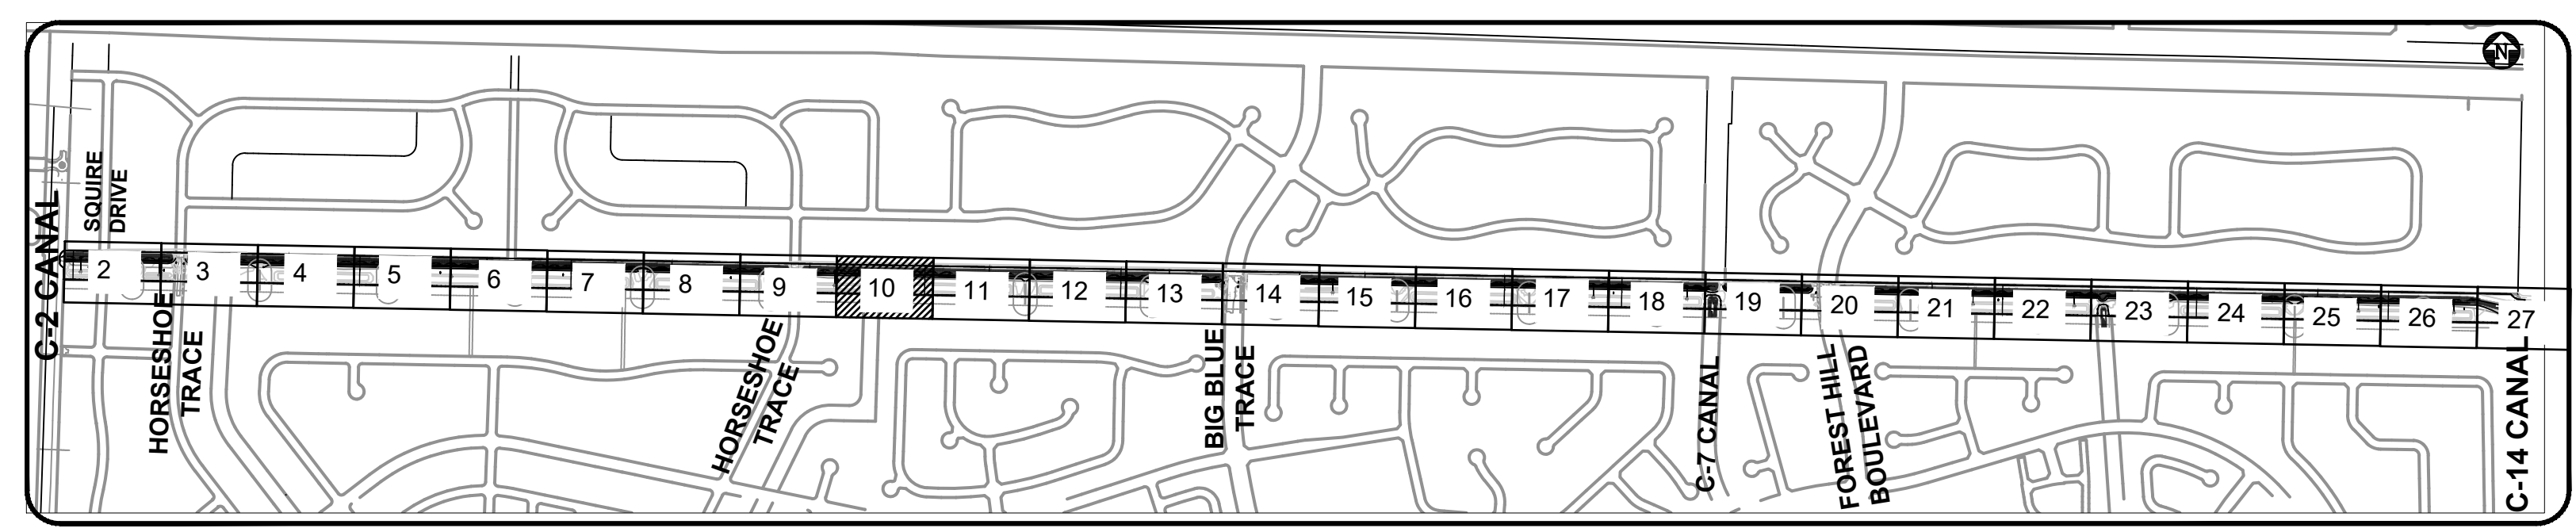 N
SQUIRE
DRIVE
C-2 CANAL
2
3
4
5
6
7
8
9
10
11
12
13
14
15
16
17
18
19
20
21
22
23
24
25
26
27
HORSESHOE
TRACE
HORSESHOE
TRACE
BIG BLUE
TRACE
C-7 CANAL
FOREST HILL
BOULEVARD
C-14 CANAL